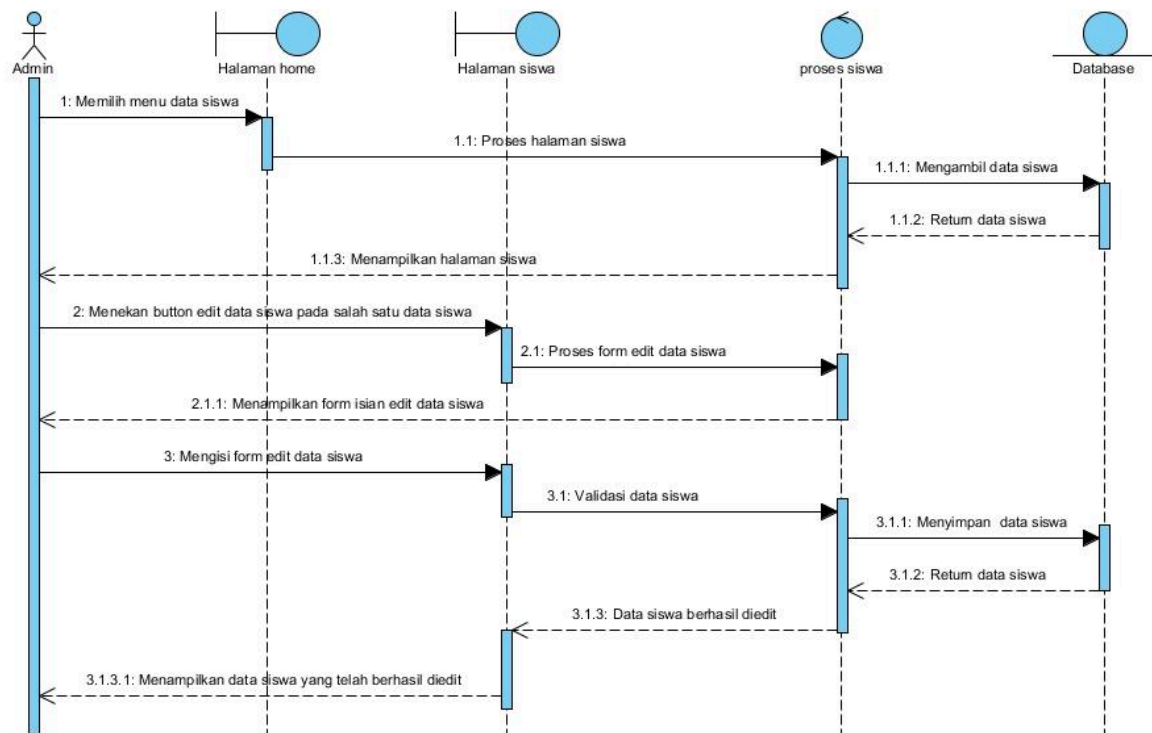 Admin
Halaman home
Halaman siswa
proses siswa
Database
1: Memilih menu data siswa
1.1: Proses halaman siswa
1.1.1: Mengambil data siswa
1.1.2: Return data siswa
1.1.3: Menampilkan halaman siswa
2: Menekan button edit data siswa pada salah satu data siswa
2.1: Proses form edit data siswa
2.1.1: Menampilkan form isian edit data siswa
3: Mengisi form edit data siswa
3.1: Validasi data siswa
3.1.1: Menyimpan data siswa
3.1.2: Return data siswa
3.1.3: Data siswa berhasil diedit
3.1.3.1: Menampilkan data siswa yang telah berhasil diedit